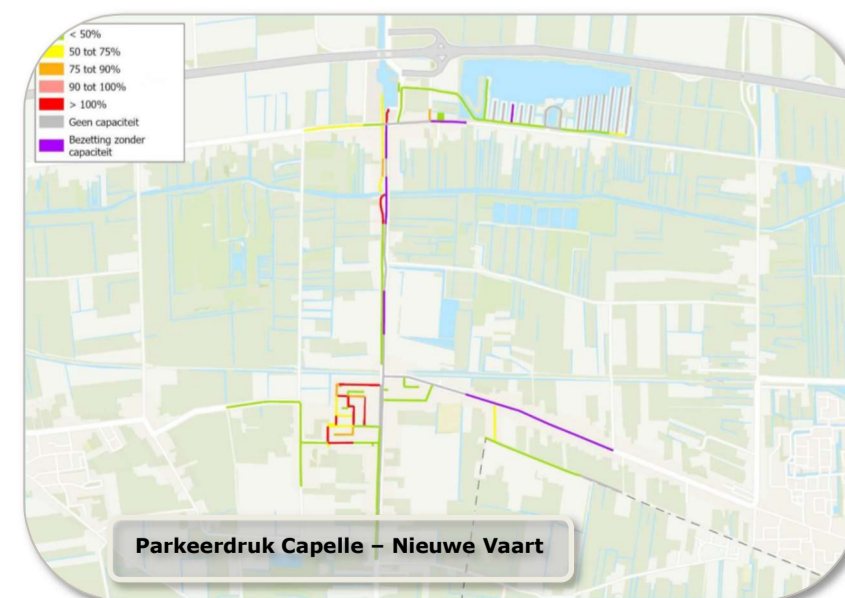 < 50%
50 tot 75%
75 tot 90%
90 tot 100%
> 100%
Geen capaciteit
Bezetting zonder
capaciteit
Parkeerdruk Capelle – Nieuwe Vaart